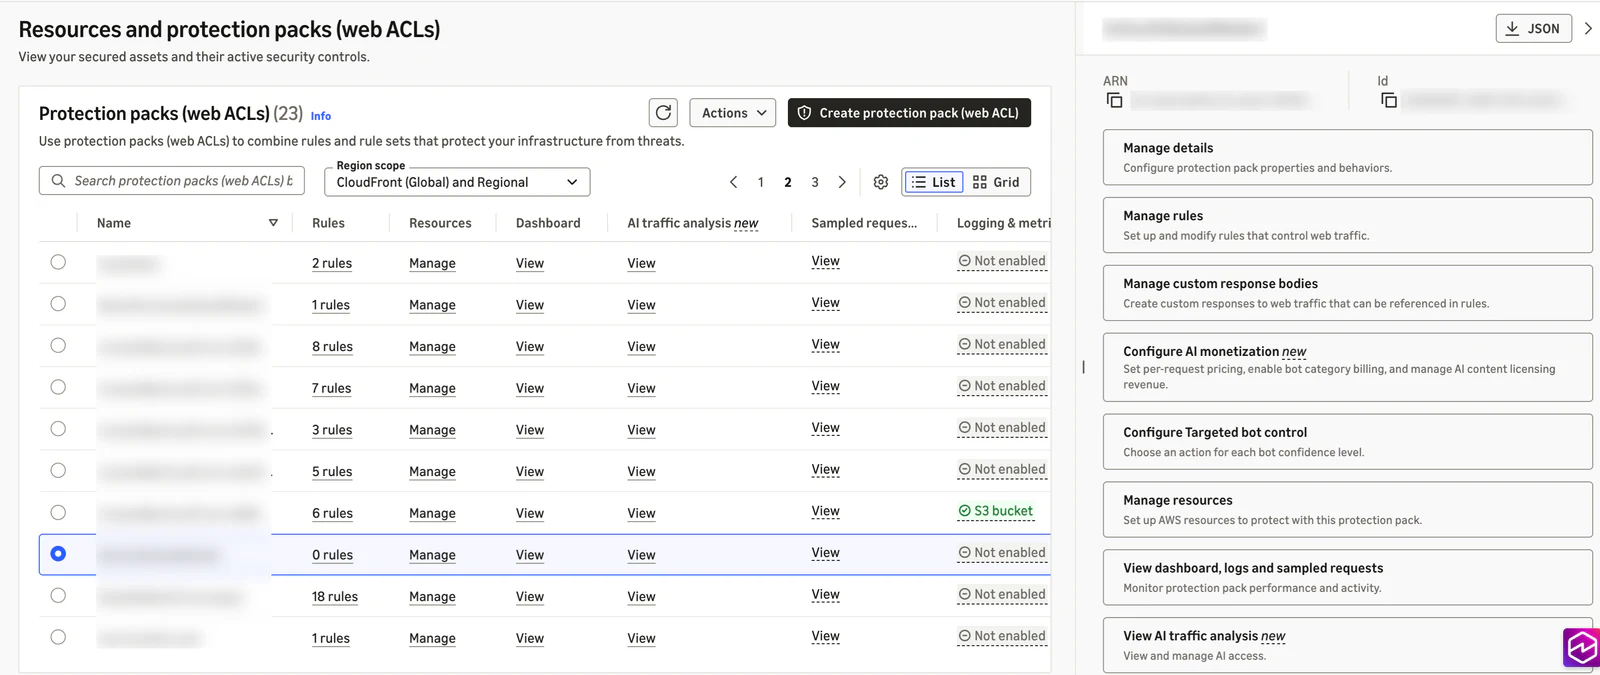 Resources and protection packs (web ACLs)
View your secured assets and their active security controls.
Protection packs (web ACLs) (23) Info
Actions
Create protection pack (web ACL)
Use protection packs (web ACLs) to combine rules and rule sets that protect your infrastructure from threats.
Search protection packs (web ACLs) b
Region scope
CloudFront (Global) and Regional
1 2 3
List Grid
Name Rules Resources Dashboard AI traffic analysis new Sampled reques... Logging & metri
2 rules Manage View View View Not enabled
1 rules Manage View View View Not enabled
8 rules Manage View View View Not enabled
7 rules Manage View View View Not enabled
3 rules Manage View View View Not enabled
5 rules Manage View View View Not enabled
6 rules Manage View View View S3 bucket
0 rules Manage View View View Not enabled
18 rules Manage View View View Not enabled
1 rules Manage View View View Not enabled
JSON
ARN
Id
Manage details
Configure protection pack properties and behaviors.
Manage rules
Set up and modify rules that control web traffic.
Manage custom response bodies
Create custom responses to web traffic that can be referenced in rules.
Configure AI monetization new
Set per-request pricing, enable bot category billing, and manage AI content licensing
revenue.
Configure Targeted bot control
Choose an action for each bot confidence level.
Manage resources
Set up AWS resources to protect with this protection pack.
View dashboard, logs and sampled requests
Monitor protection pack performance and activity.
View AI traffic analysis new
View and manage AI access.